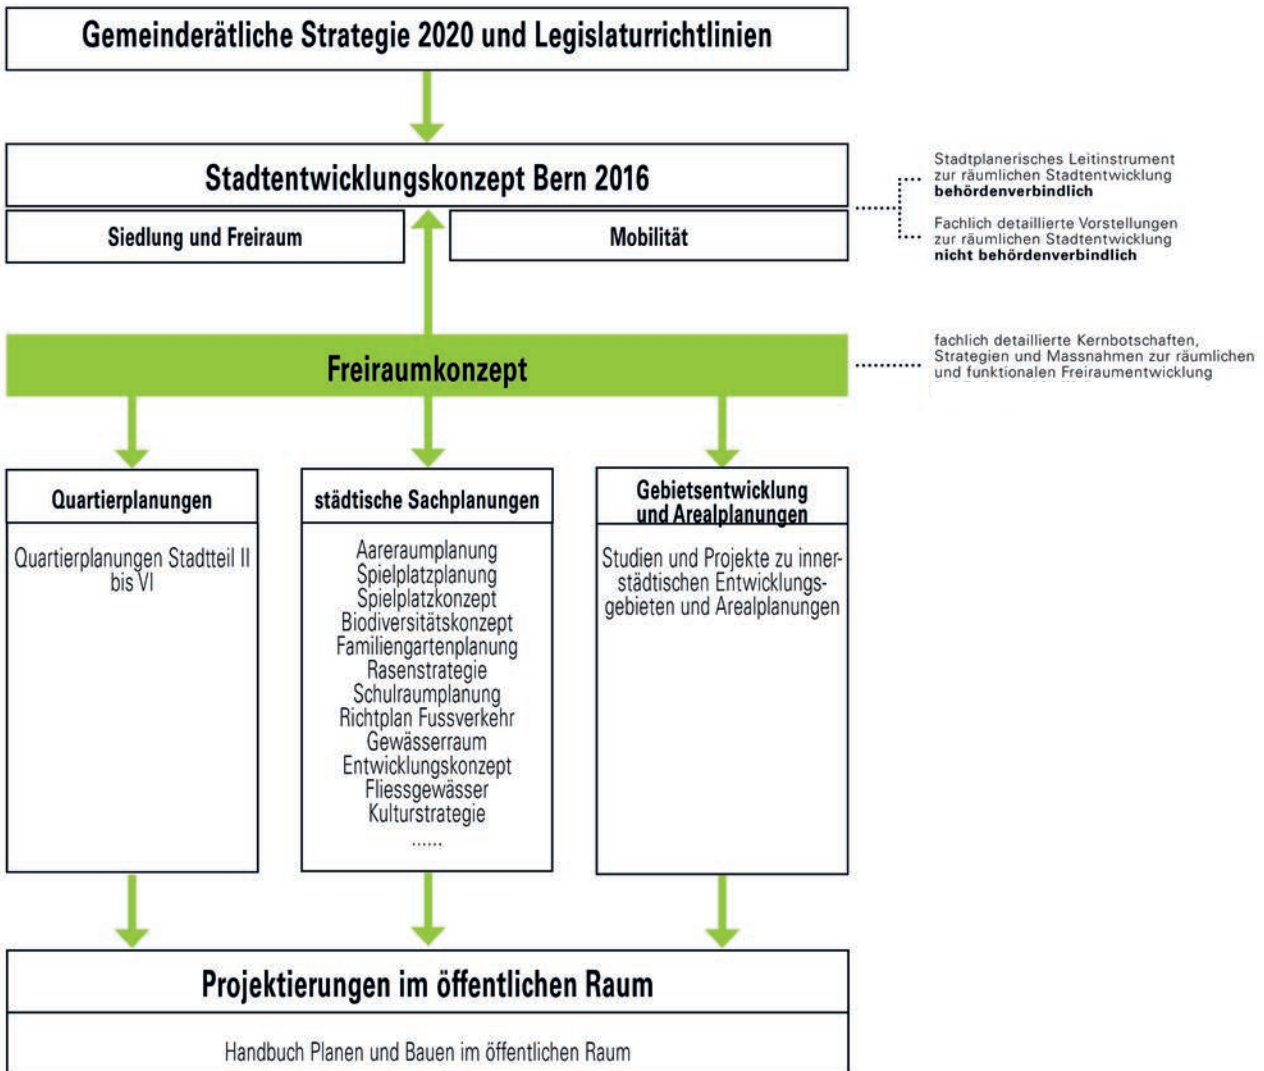 Gemeinderätliche Strategie 2020 und Legislaturrichtlinien
Stadtentwicklungskonzept Bern 2016
Siedlung und Freiraum
Mobilität
Stadtplanerisches Leitinstrument
zur räumlichen Stadtentwicklung
behördenverbindlich
Fachlich detaillierte Vorstellungen
zur räumlichen Stadtentwicklung
nicht behördenverbindlich
Freiraumkonzept
fachlich detaillierte Kernbotschaften,
Strategien und Massnahmen zur räumlichen
und funktionalen Freiraumentwicklung
Quartierplanungen
Quartierplanungen Stadtteil II
bis VI
städtische Sachplanungen
Aareraumplanung
Spielplatzplanung
Spielplatzkonzept
Biodiversitätskonzept
Familiengartenplanung
Rasenstrategie
Schulraumplanung
Richtplan Fussverkehr
Gewässerraum
Entwicklungskonzept
Fliessgewässer
Kulturstrategie
......
Gebietsentwicklung
und Arealplanungen
Studien und Projekte zu inner-
städtischen Entwicklungs-
gebieten und Arealplanungen
Projektierungen im öffentlichen Raum
Handbuch Planen und Bauen im öffentlichen Raum